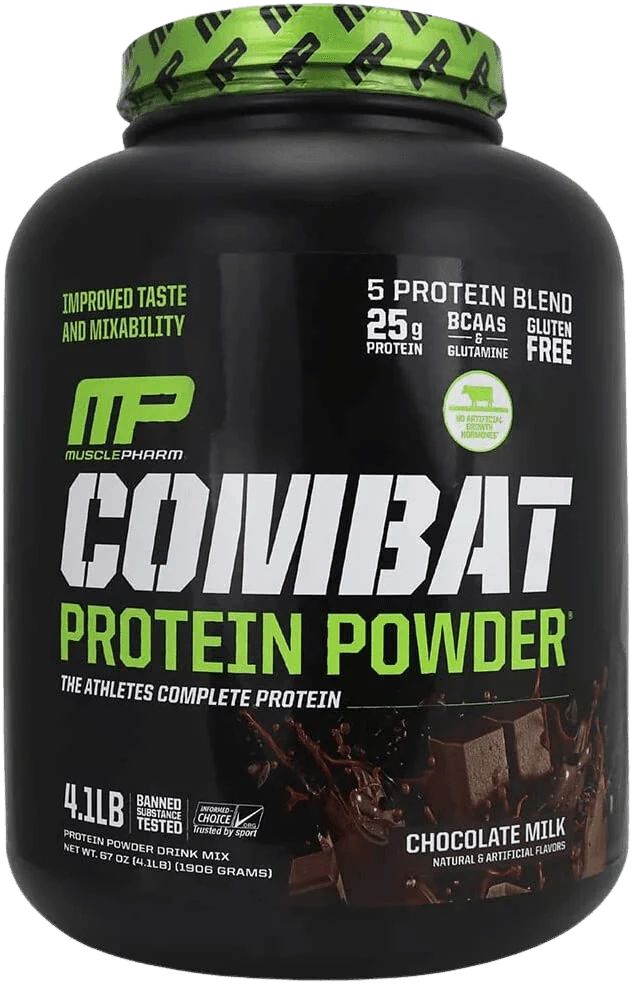 IMPROVED TASTE
AND MIXABILITY
5 PROTEIN BLEND
25g
PROTEIN
BCAAS
&
GLUTAMINE
GLUTEN
FREE
NO ARTIFICIAL
GROWTH
HORMONES*
MP
MUSCLEPHARM
COMBAT
PROTEIN POWDER®
THE ATHLETES COMPLETE PROTEIN
4.1LB
BANNED
SUBSTANCE
TESTED
INFORMED-
CHOICE
.ORG
Trusted by sport
PROTEIN POWDER DRINK MIX
NET WT. 67 OZ (4.1LB) (1906 GRAMS)
CHOCOLATE MILK
NATURAL & ARTIFICIAL FLAVORS